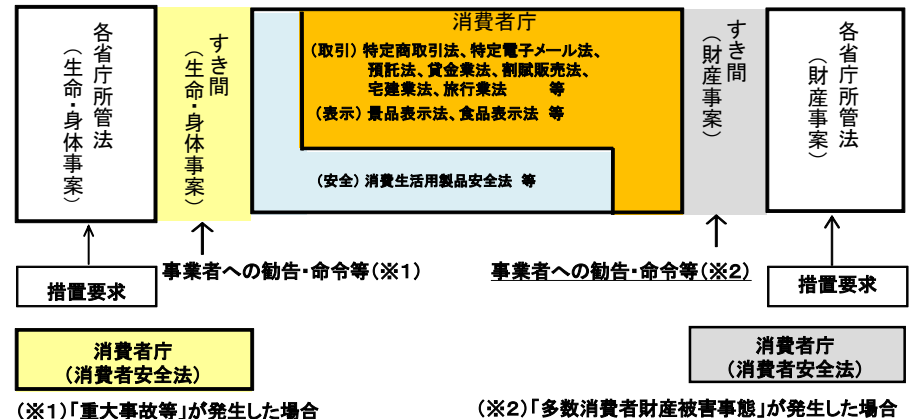 各省庁所管法
（生命・身体事案）
すき間
（生命・身体事案）
消費者庁
（取引）特定商取引法、特定電子メール法、
預託法、貸金業法、割賦販売法、
宅建業法、旅行業法　　等
（表示）景品表示法、食品表示法　等
（安全）消費生活用製品安全法　等
すき間
（財産事案）
各省庁所管法
（財産事案）
措置要求
事業者への勧告・命令等（※１）
事業者への勧告・命令等（※２）
措置要求
消費者庁
（消費者安全法）
消費者庁
（消費者安全法）
（※１）「重大事故等」が発生した場合
（※２）「多数消費者財産被害事態」が発生した場合